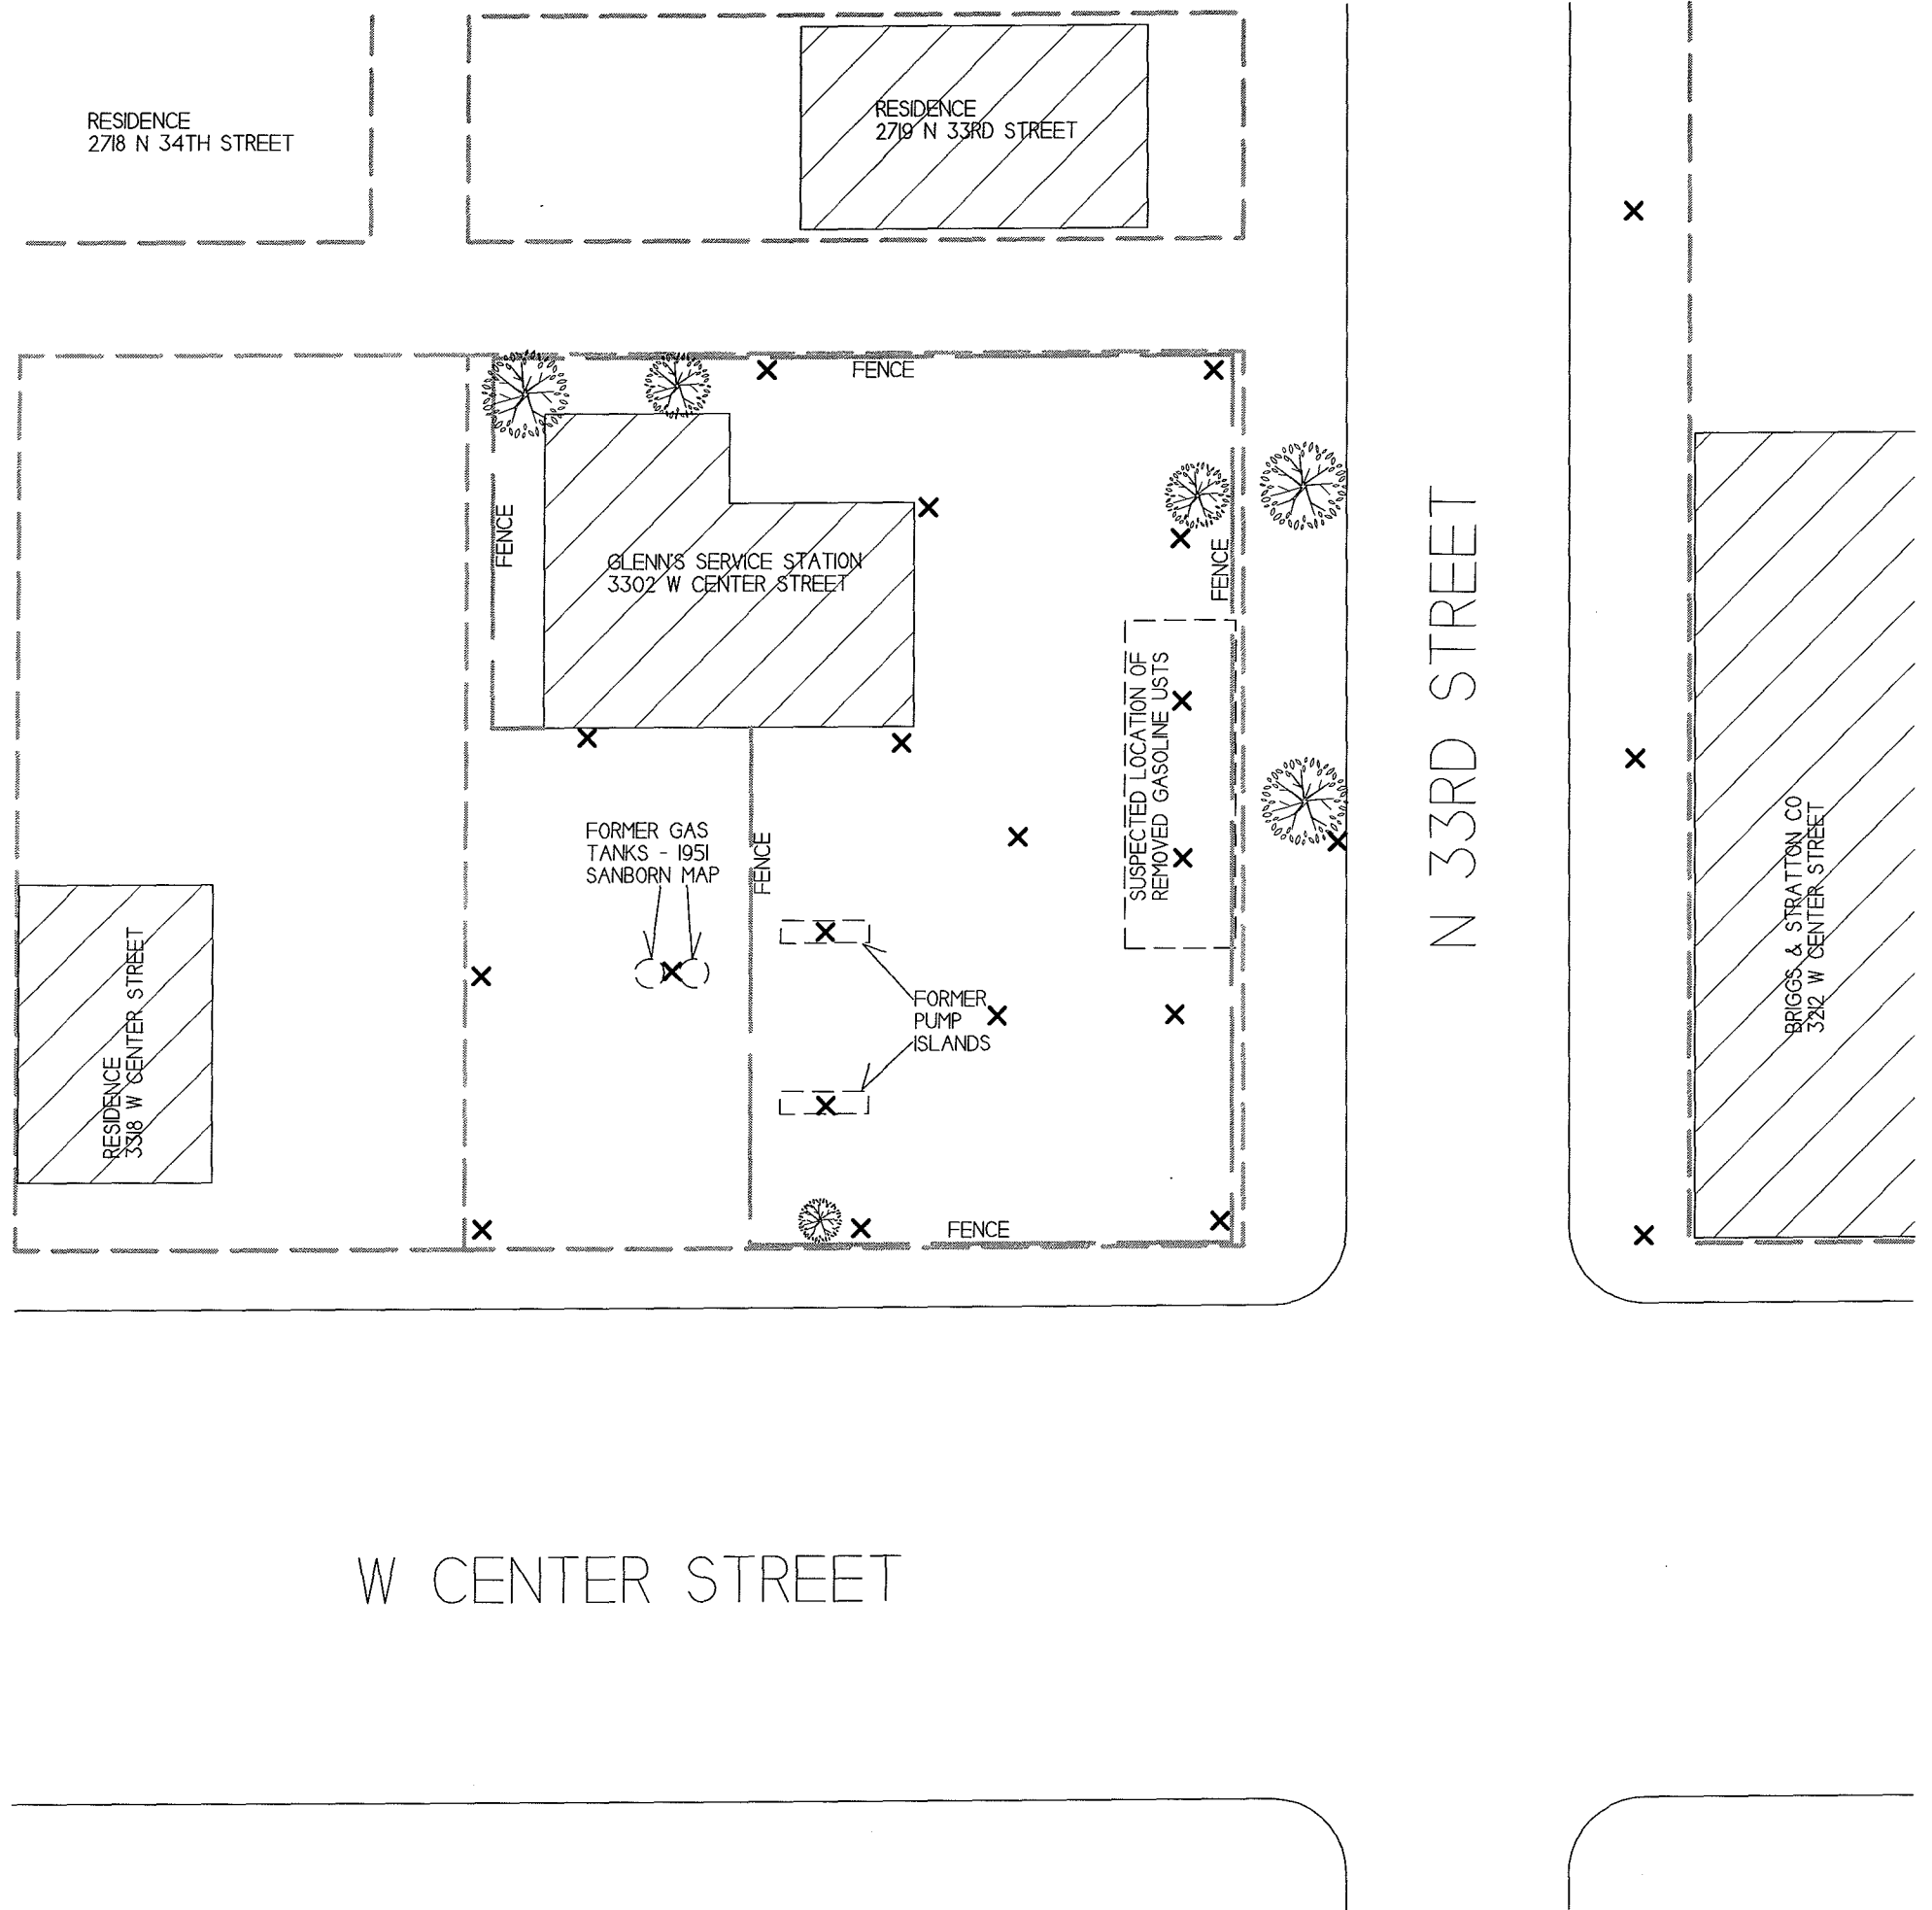 RESIDENCE
2718 N 34TH STREET
RESIDENCE
2719 N 33RD STREET
FENCE
FENCE
GLENN'S SERVICE STATION
3302 W CENTER STREET
FENCE
SUSPECTED LOCATION OF
REMOVED GASOLINE USTS
N 33RD STREET
FORMER GAS
TANKS - 1951
SANBORN MAP
FENCE
BRIGGS & STRATTON CO
3212 W CENTER STREET
RESIDENCE
3318 W CENTER STREET
FORMER
PUMP
ISLANDS
FENCE
W CENTER STREET